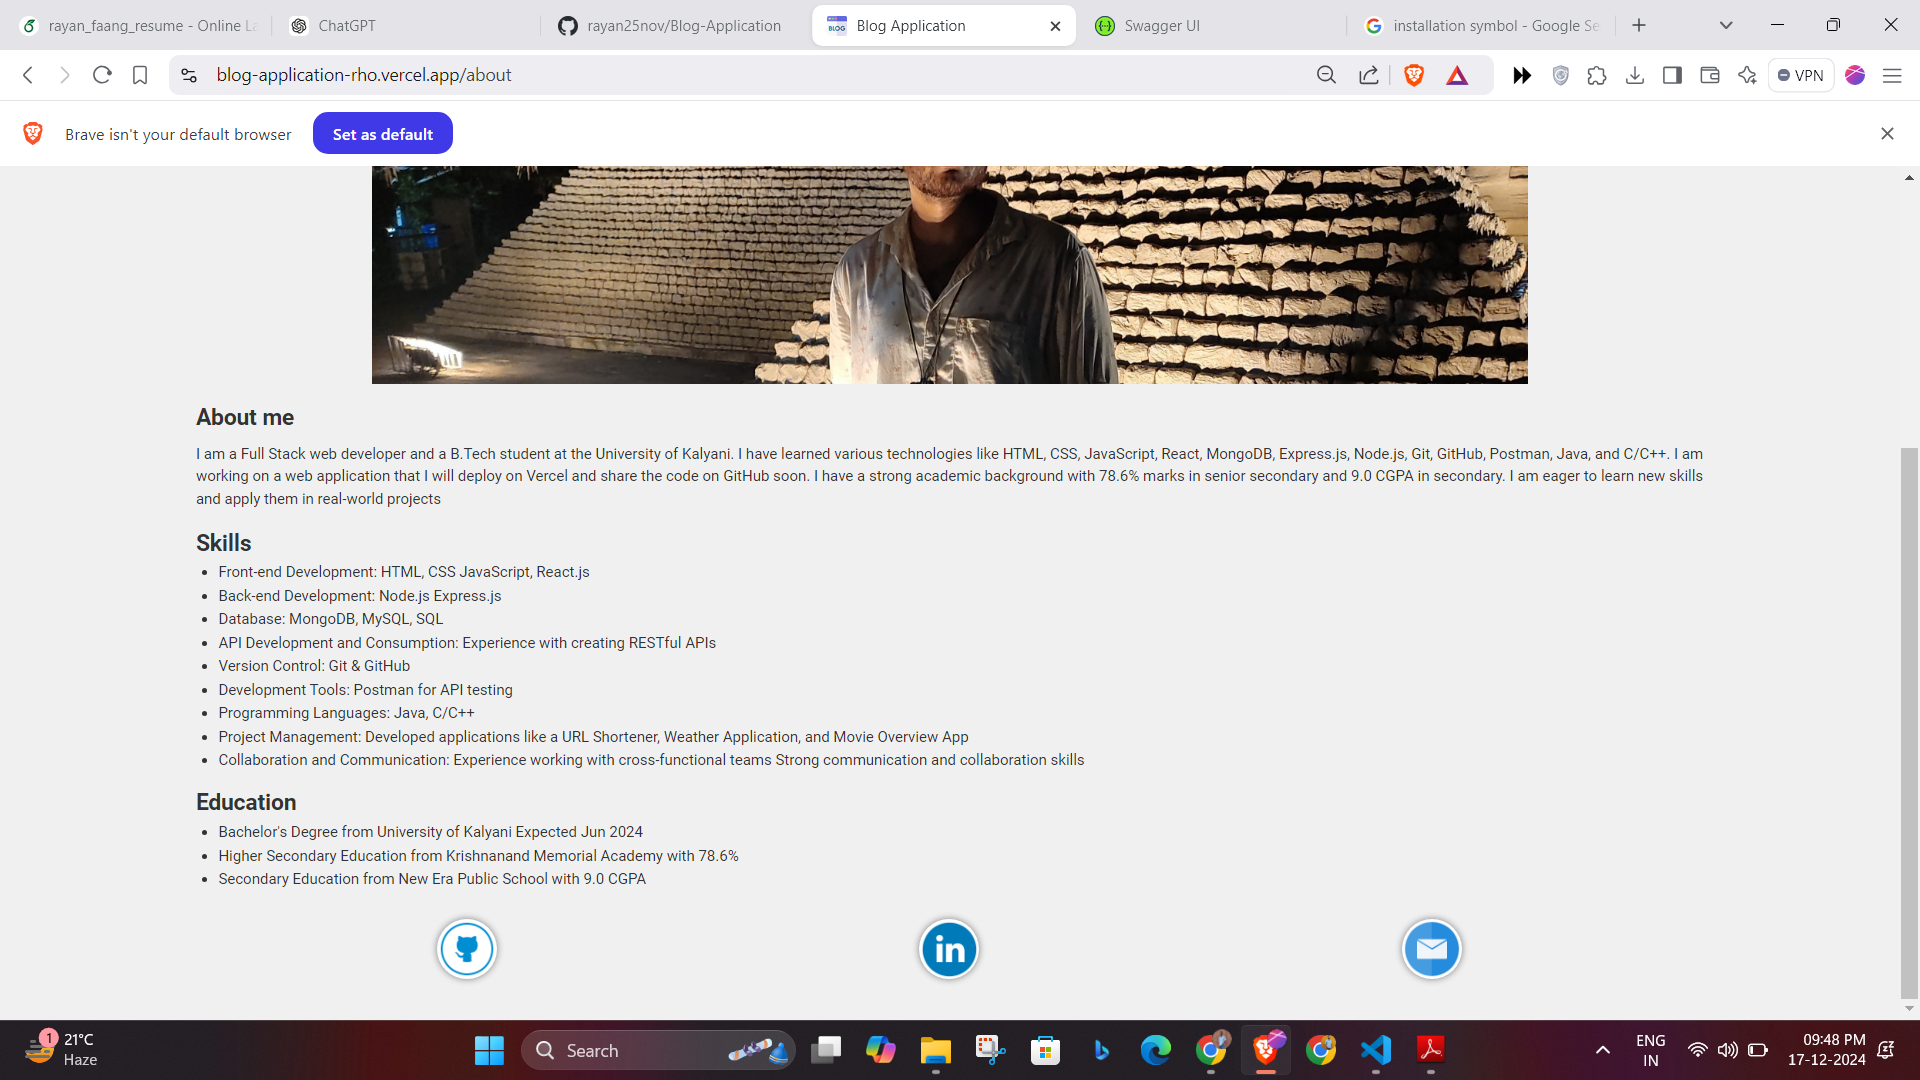 rayan_faang_resume - Online La
ChatGPT
rayan25nov/Blog-Application
BLOG
Blog Application
Swagger UI
installation symbol - Google Se
blog-application-rho.vercel.app/about
VPN
Brave isn't your default browser
Set as default
About me
I am a Full Stack web developer and a B.Tech student at the University of Kalyani. I have learned various technologies like HTML, CSS, JavaScript, React, MongoDB, Express.js, Node.js, Git, GitHub, Postman, Java, and C/C++. I am
working on a web application that I will deploy on Vercel and share the code on GitHub soon. I have a strong academic background with 78.6% marks in senior secondary and 9.0 CGPA in secondary. I am eager to learn new skills
and apply them in real-world projects
Skills
Front-end Development: HTML, CSS JavaScript, React.js
Back-end Development: Node.js Express.js
Database: MongoDB, MySQL, SQL
API Development and Consumption: Experience with creating RESTful APIs
Version Control: Git & GitHub
Development Tools: Postman for API testing
Programming Languages: Java, C/C++
Project Management: Developed applications like a URL Shortener, Weather Application, and Movie Overview App
Collaboration and Communication: Experience working with cross-functional teams Strong communication and collaboration skills
Education
Bachelor's Degree from University of Kalyani Expected Jun 2024
Higher Secondary Education from Krishnanand Memorial Academy with 78.6%
Secondary Education from New Era Public School with 9.0 CGPA
in
1
21°C
Haze
Search
ENG
IN
09:48 PM
17-12-2024